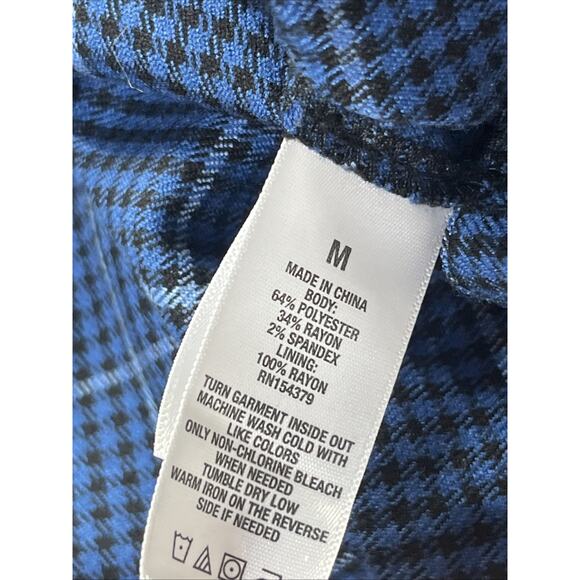 M
MADE IN CHINA
BODY:
64% POLYESTER
34% RAYON
2% SPANDEX
LINING:
100% RAYON
RN154379
TURN GARMENT INSIDE OUT
MACHINE WASH COLD WITH
LIKE COLORS
ONLY NON-CHLORINE BLEACH
WHEN NEEDED
TUMBLE DRY LOW
WARM IRON ON THE REVERSE
SIDE IF NEEDED